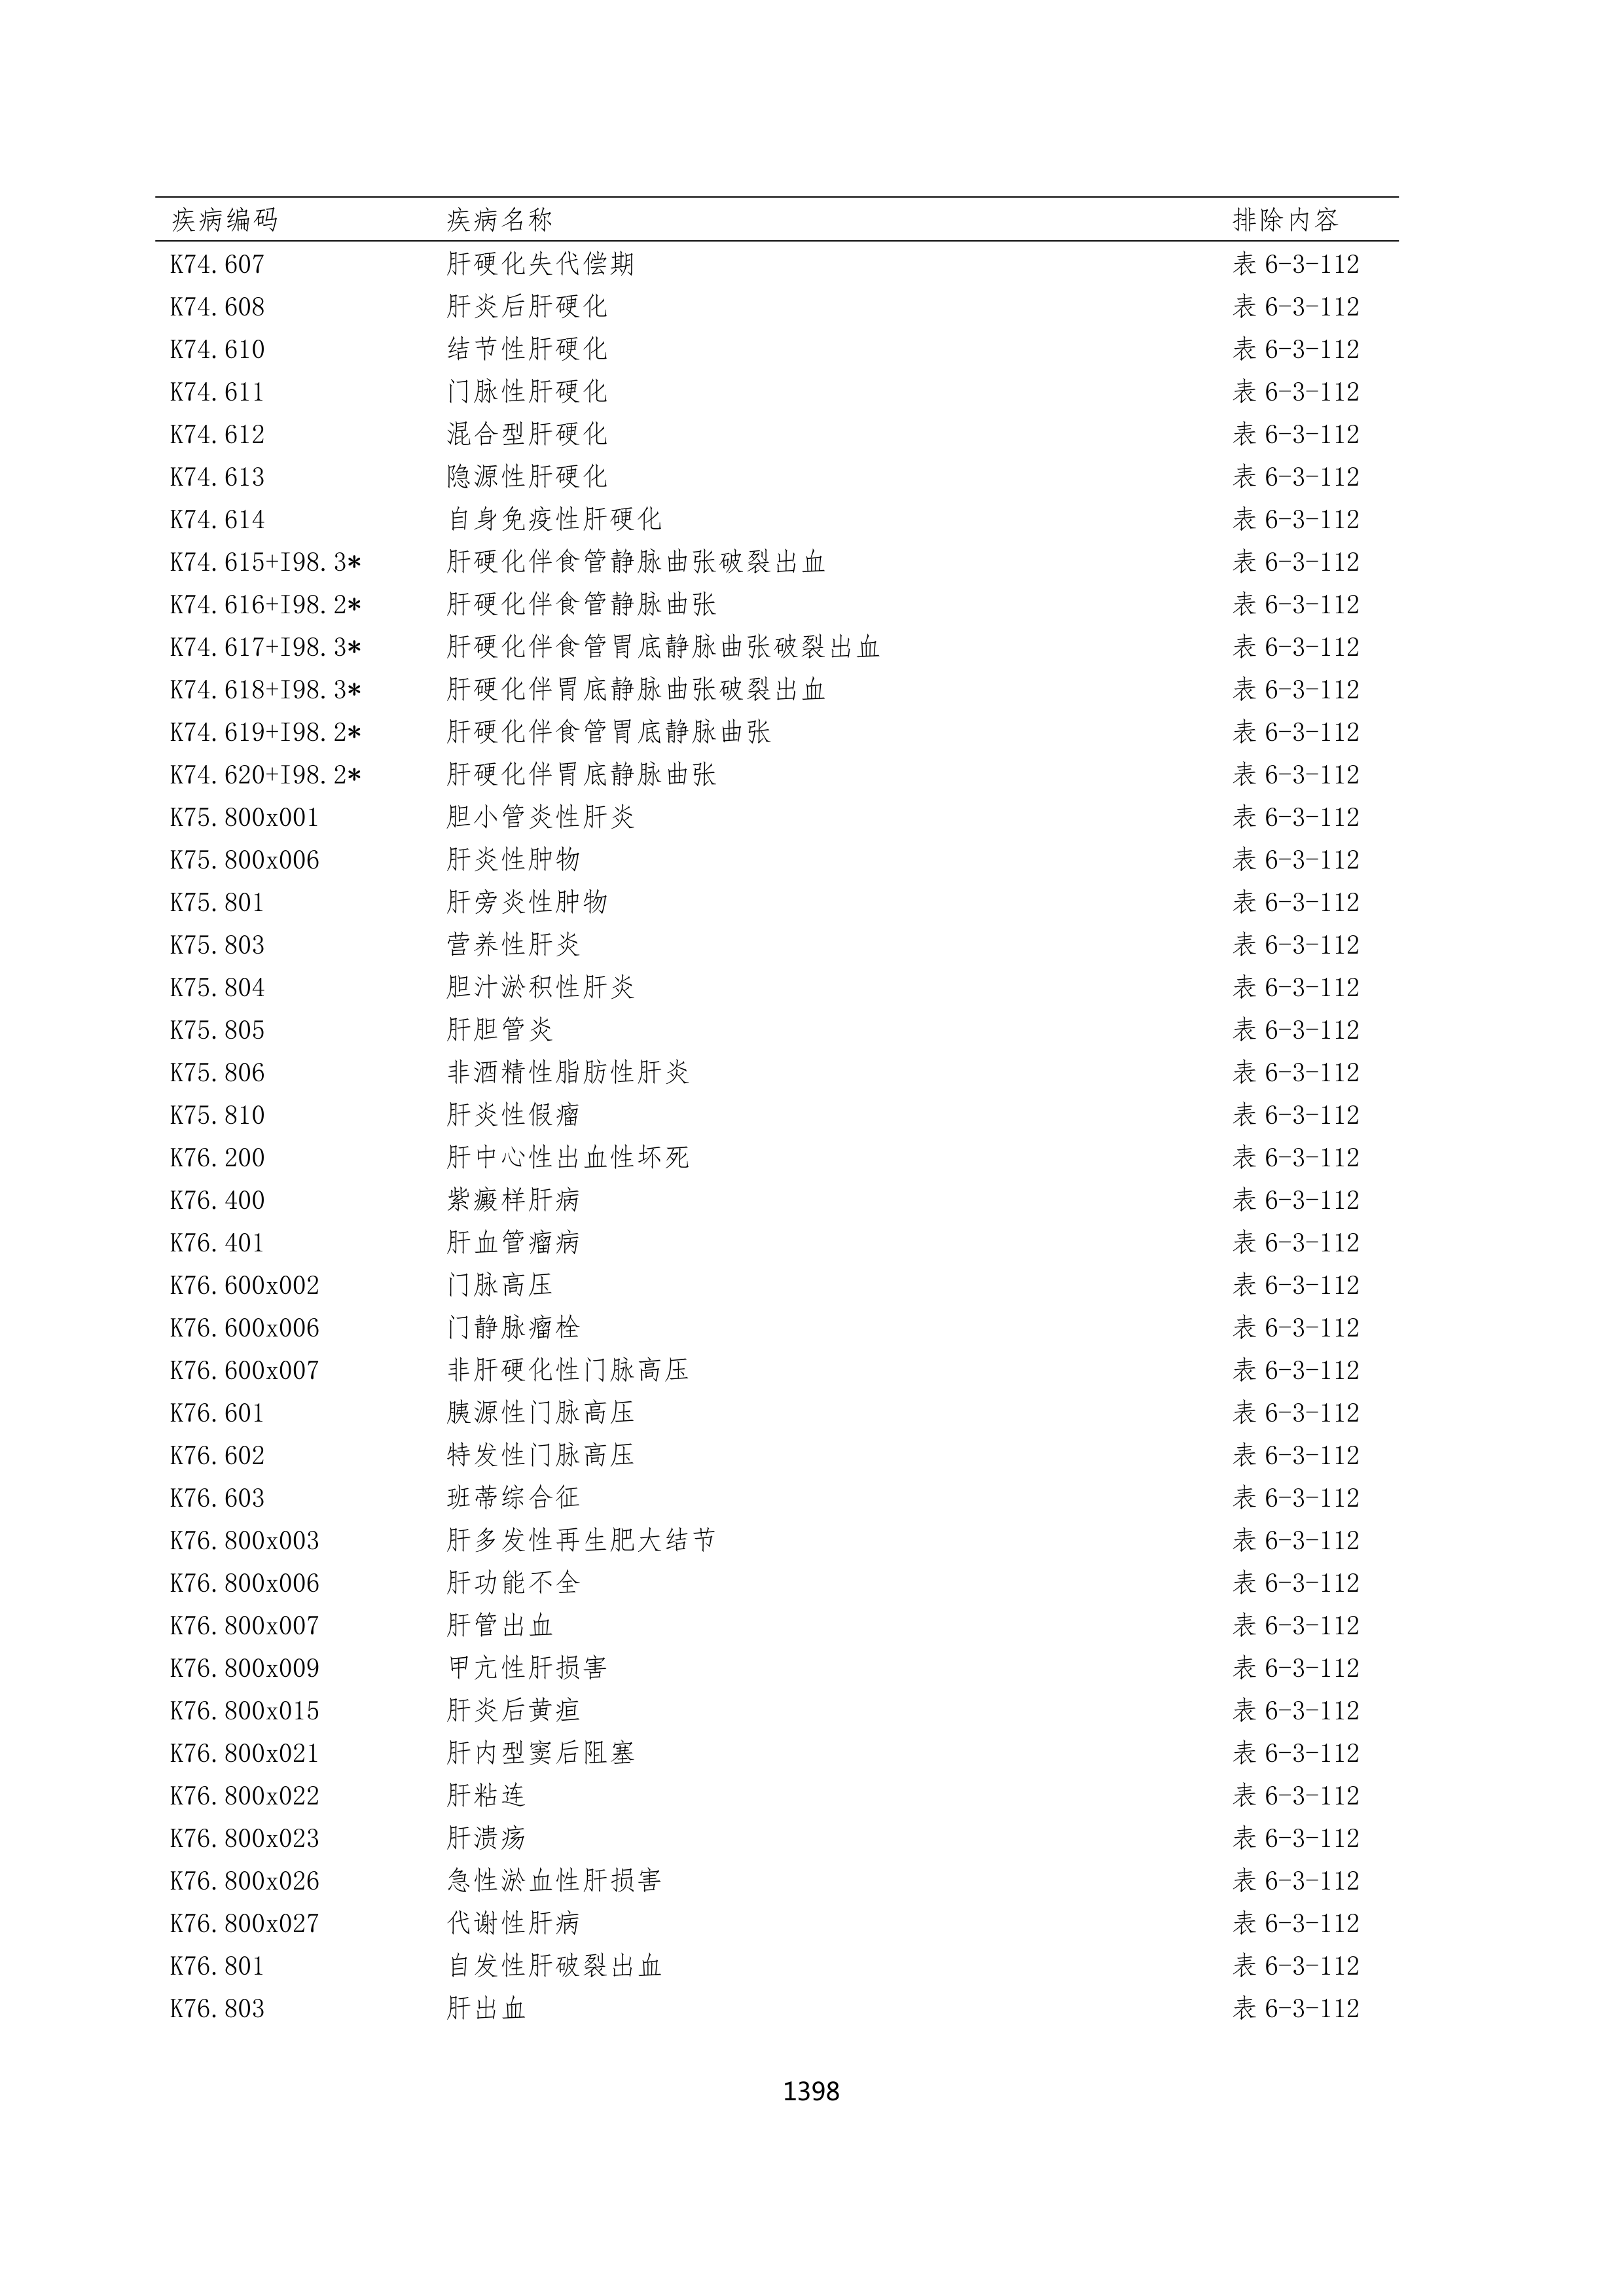 疾病编码 疾病名称 排除内容
K74.607 肝硬化失代偿期 表 6-3-112
K74.608 肝炎后肝硬化 表 6-3-112
K74.610 结节性肝硬化 表 6-3-112
K74.611 门脉性肝硬化 表 6-3-112
K74.612 混合型肝硬化 表 6-3-112
K74.613 隐源性肝硬化 表 6-3-112
K74.614 自身免疫性肝硬化 表 6-3-112
K74.615+I98.3* 肝硬化伴食管静脉曲张破裂出血 表 6-3-112
K74.616+I98.2* 肝硬化伴食管静脉曲张 表 6-3-112
K74.617+I98.3* 肝硬化伴食管胃底静脉曲张破裂出血 表 6-3-112
K74.618+I98.3* 肝硬化伴胃底静脉曲张破裂出血 表 6-3-112
K74.619+I98.2* 肝硬化伴食管胃底静脉曲张 表 6-3-112
K74.620+I98.2* 肝硬化伴胃底静脉曲张 表 6-3-112
K75.800x001 胆小管炎性肝炎 表 6-3-112
K75.800x006 肝炎性肿物 表 6-3-112
K75.801 肝旁炎性肿物 表 6-3-112
K75.803 营养性肝炎 表 6-3-112
K75.804 胆汁淤积性肝炎 表 6-3-112
K75.805 肝胆管炎 表 6-3-112
K75.806 非酒精性脂肪性肝炎 表 6-3-112
K75.810 肝炎性假瘤 表 6-3-112
K76.200 肝中心性出血性坏死 表 6-3-112
K76.400 紫癜样肝病 表 6-3-112
K76.401 肝血管瘤病 表 6-3-112
K76.600x002 门脉高压 表 6-3-112
K76.600x006 门静脉瘤栓 表 6-3-112
K76.600x007 非肝硬化性门脉高压 表 6-3-112
K76.601 胰源性门脉高压 表 6-3-112
K76.602 特发性门脉高压 表 6-3-112
K76.603 班蒂综合征 表 6-3-112
K76.800x003 肝多发性再生肥大结节 表 6-3-112
K76.800x006 肝功能不全 表 6-3-112
K76.800x007 肝管出血 表 6-3-112
K76.800x009 甲亢性肝损害 表 6-3-112
K76.800x015 肝炎后黄疸 表 6-3-112
K76.800x021 肝内型窦后阻塞 表 6-3-112
K76.800x022 肝粘连 表 6-3-112
K76.800x023 肝溃疡 表 6-3-112
K76.800x026 急性淤血性肝损害 表 6-3-112
K76.800x027 代谢性肝病 表 6-3-112
K76.801 自发性肝破裂出血 表 6-3-112
K76.803 肝出血 表 6-3-112
1398